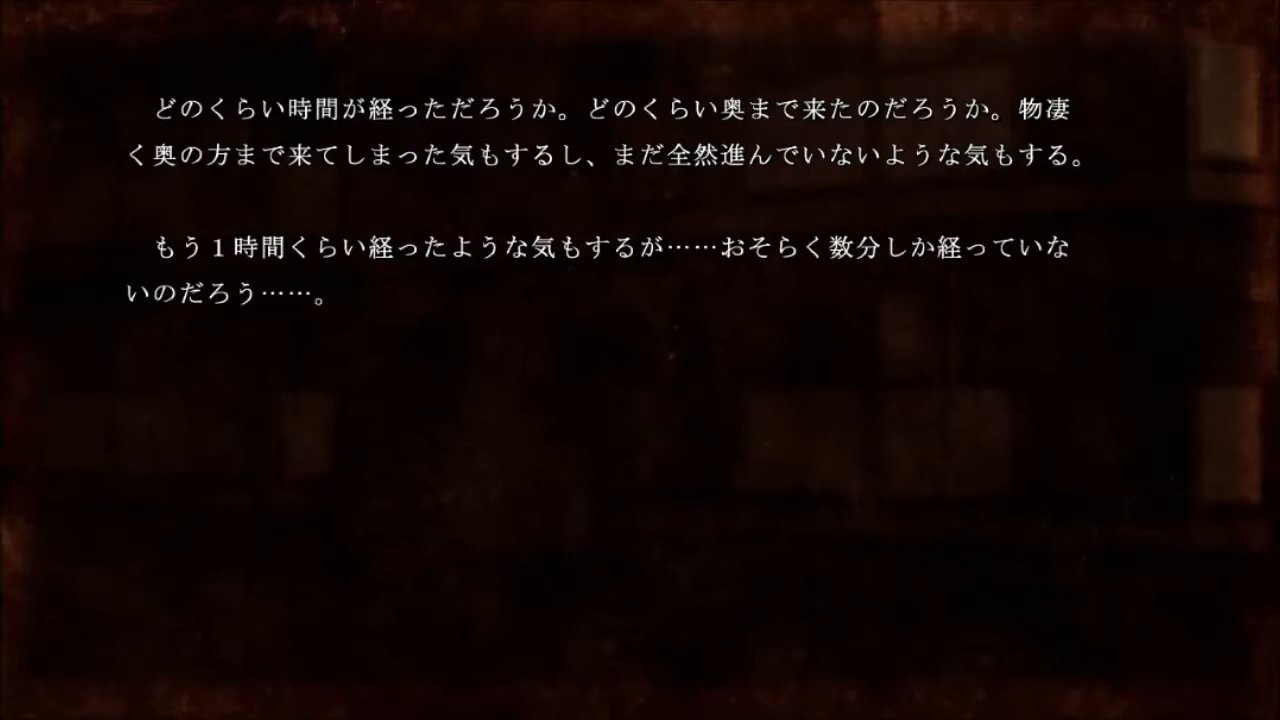 どのくらい時間が経っただろうか。どのくらい奥まで来たのだろうか。物凄
く奥の方まで来てしまった気もするし、まだ全然進んでいないような気もする。
もう１時間くらい経ったような気もするが……おそらく数分しか経っていな
いのだろう……。